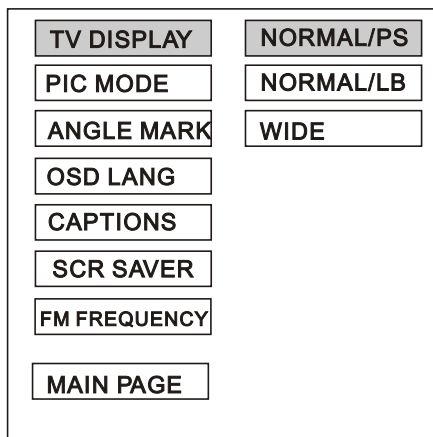 TV DISPLAY
PIC MODE
ANGLE MARK
OSD LANG
CAPTIONS
SCR SAVER
FM FREQUENCY
MAIN PAGE
NORMAL/PS
NORMAL/LB
WIDE